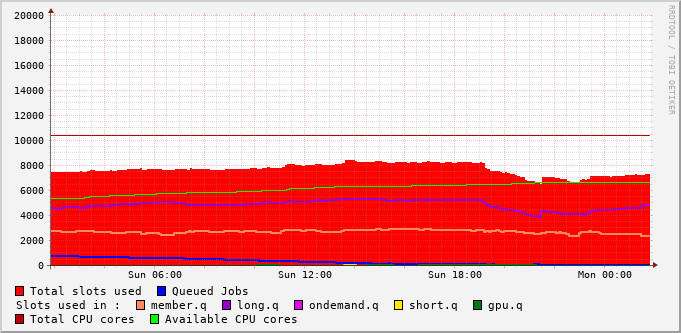 20000
18000
16000
14000
12000
10000
8000
6000
4000
2000
0
Sun 06:00 Sun 12:00 Sun 18:00 Mon 00:00
RRDTOOL / TOBI OETIKER
Total slots used Queued Jobs
Slots used in : member.q long.q ondemand.q short.q gpu.q
Total CPU cores Available CPU cores